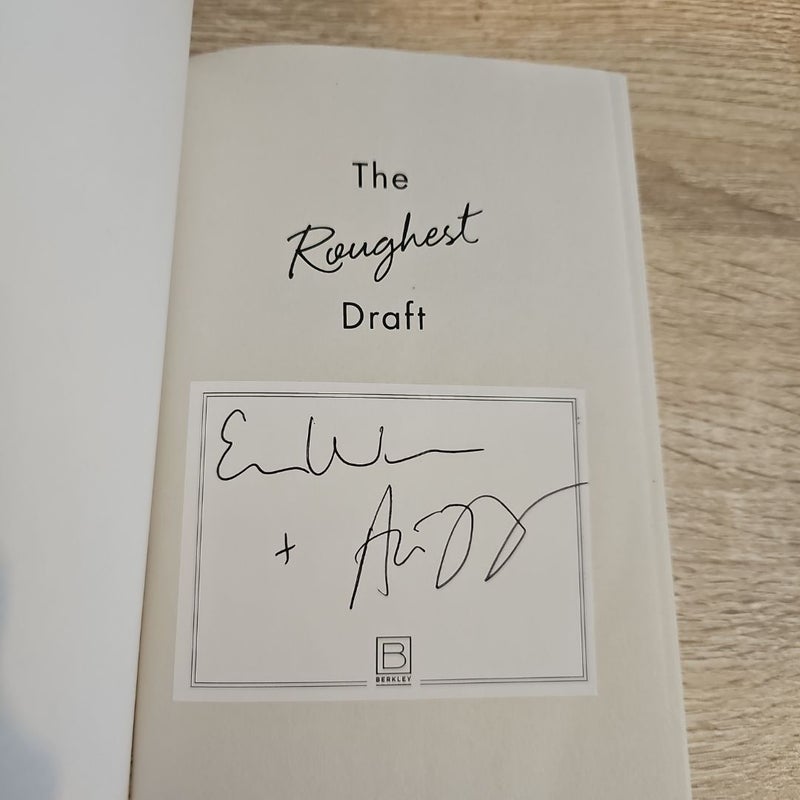 The
Roughest
Draft
+
B
BERKLEY